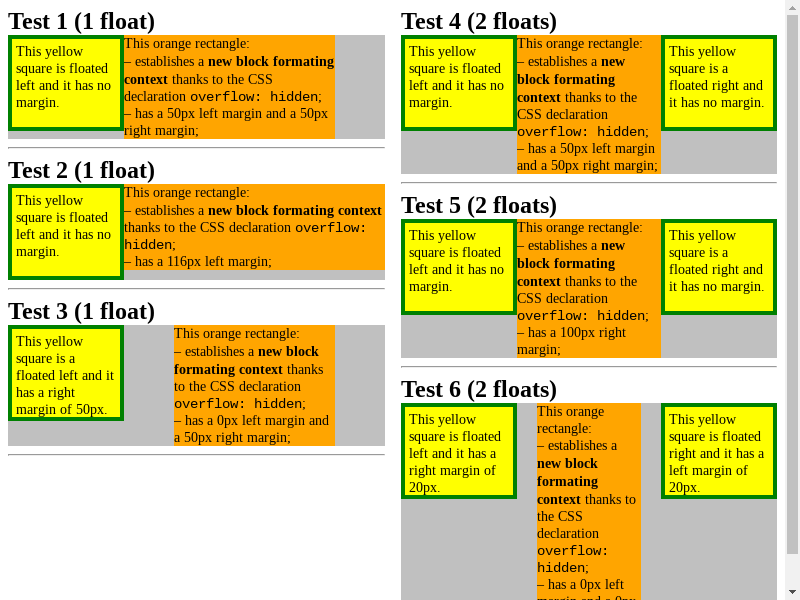 Test 1 (1 float)
This yellow
square is floated
left and it has no
margin.
This orange rectangle:
– establishes a new block formating
context thanks to the CSS
declaration overflow: hidden;
– has a 50px left margin and a 50px
right margin;
Test 2 (1 float)
This yellow
square is floated
left and it has no
margin.
This orange rectangle:
– establishes a new block formating context
thanks to the CSS declaration overflow:
hidden;
– has a 116px left margin;
Test 3 (1 float)
This yellow
square is a
floated left and it
has a right
margin of 50px.
This orange rectangle:
– establishes a new block
formating context thanks
to the CSS declaration
overflow: hidden;
– has a 0px left margin and
a 50px right margin;
Test 4 (2 floats)
This yellow
square is floated
left and it has no
margin.
This orange rectangle:
– establishes a new
block formating
context thanks to the
CSS declaration
overflow: hidden;
– has a 50px left margin
and a 50px right margin;
This yellow
square is a
floated right and
it has no margin.
Test 5 (2 floats)
This yellow
square is floated
left and it has no
margin.
This orange rectangle:
– establishes a new
block formating
context thanks to the
CSS declaration
overflow: hidden;
– has a 100px right
margin;
This yellow
square is a
floated right and
it has no margin.
Test 6 (2 floats)
This yellow
square is floated
left and it has a
right margin of
20px.
This orange
rectangle:
– establishes a
new block
formating
context thanks to
the CSS
declaration
overflow:
hidden;
– has a 0px left
margin and a 0px
This yellow
square is floated
right and it has a
left margin of
20px.